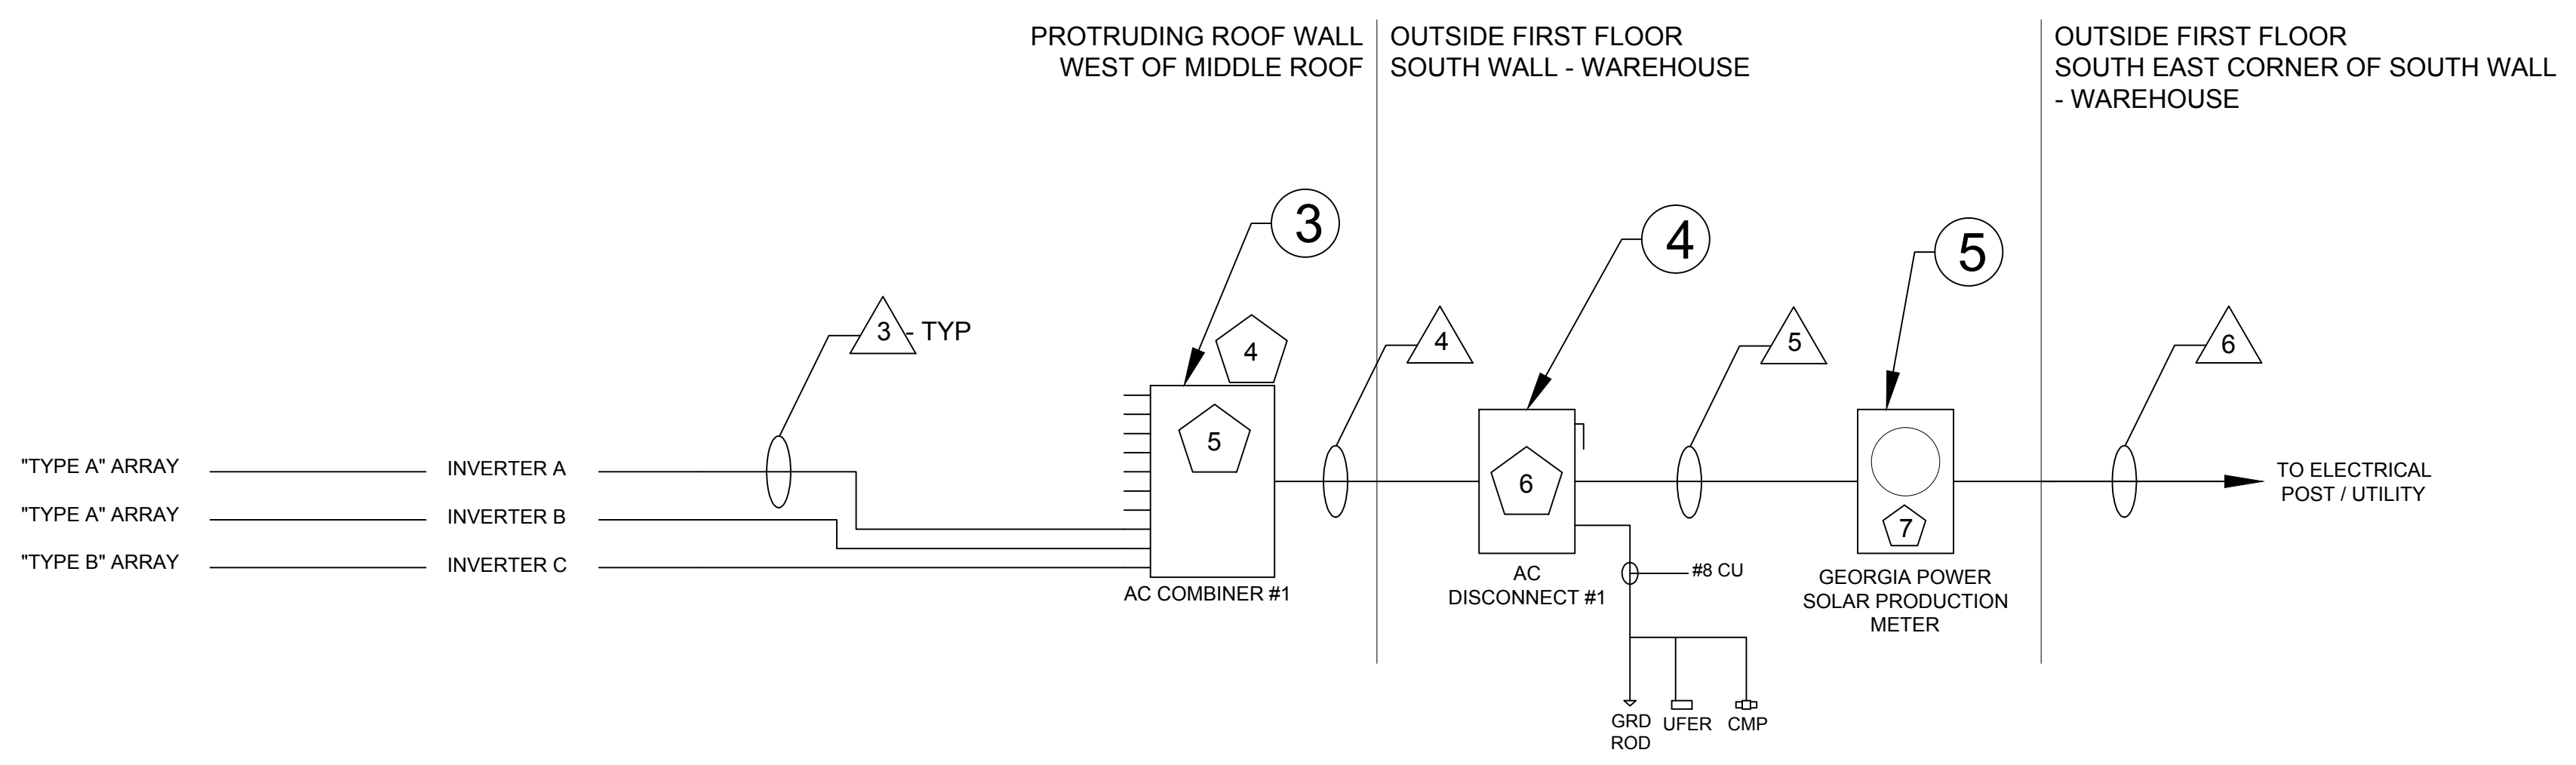 PROTRUDING ROOF WALL
WEST OF MIDDLE ROOF
OUTSIDE FIRST FLOOR
SOUTH WALL - WAREHOUSE
OUTSIDE FIRST FLOOR
SOUTH EAST CORNER OF SOUTH WALL
- WAREHOUSE
3
4
5
3 - TYP
4
4
5
6
5
6
7
"TYPE A" ARRAY
INVERTER A
"TYPE A" ARRAY
INVERTER B
"TYPE B" ARRAY
INVERTER C
AC COMBINER #1
AC
DISCONNECT #1
#8 CU
GEORGIA POWER
SOLAR PRODUCTION
METER
TO ELECTRICAL
POST / UTILITY
GRD
ROD
UFER
CMP